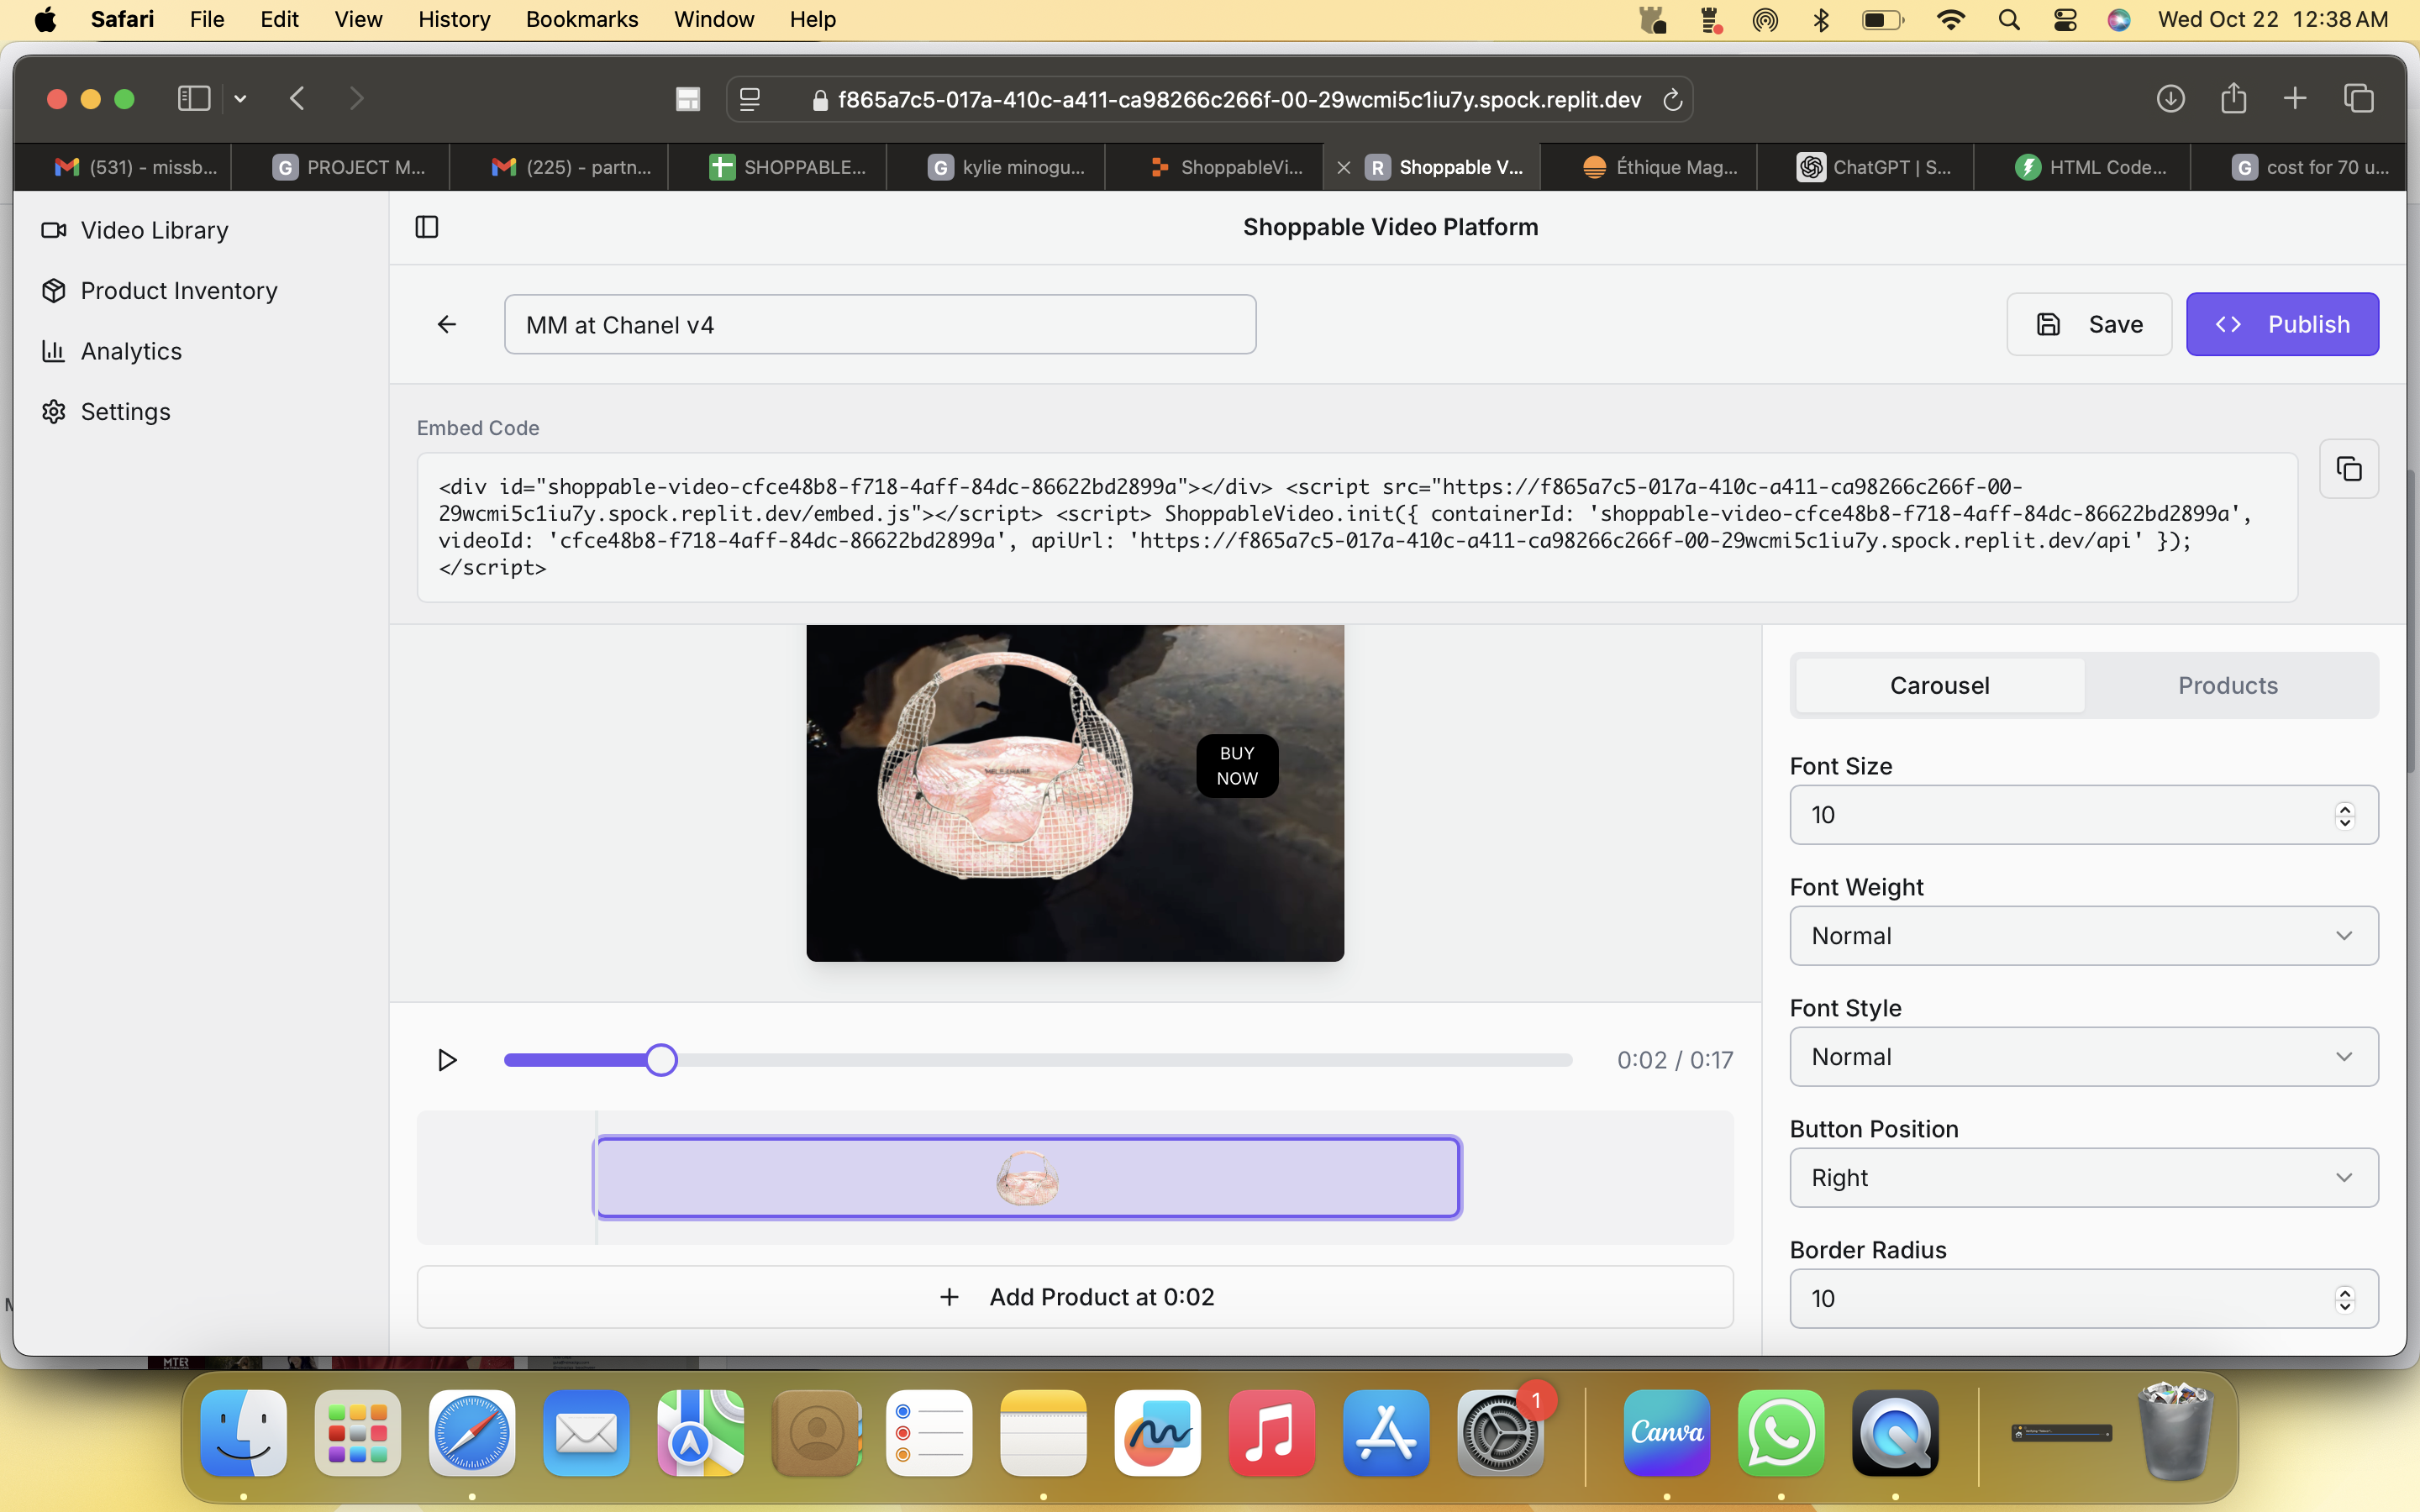 Safari File Edit View History Bookmarks Window Help Wed Oct 22 12:38 AM
f865a7c5-017a-410c-a411-ca98266c266f-00-29wcmi5c1iu7y.spock.replit.dev
(531) - missb... G PROJECT M... (225) - partn... SHOPPABLE... G kylie minogu... ShoppableVi... R Shoppable V... Éthique Mag... ChatGPT | S... HTML Code... G cost for 70 u...
Video Library
Product Inventory
Analytics
Settings
Shoppable Video Platform
MM at Chanel v4
Save
Publish
Embed Code
<div id="shoppable-video-cfce48b8-f718-4aff-84dc-86622bd2899a"></div> <script src="https://f865a7c5-017a-410c-a411-ca98266c266f-00-
29wcmi5c1iu7y.spock.replit.dev/embed.js"></script> <script> ShoppableVideo.init({ containerId: 'shoppable-video-cfce48b8-f718-4aff-84dc-86622bd2899a',
videoId: 'cfce48b8-f718-4aff-84dc-86622bd2899a', apiUrl: 'https://f865a7c5-017a-410c-a411-ca98266c266f-00-29wcmi5c1iu7y.spock.replit.dev/api' });
</script>
BUY
NOW
0:02 / 0:17
Add Product at 0:02
Carousel Products
Font Size
10
Font Weight
Normal
Font Style
Normal
Button Position
Right
Border Radius
10
MTER
1
Canva